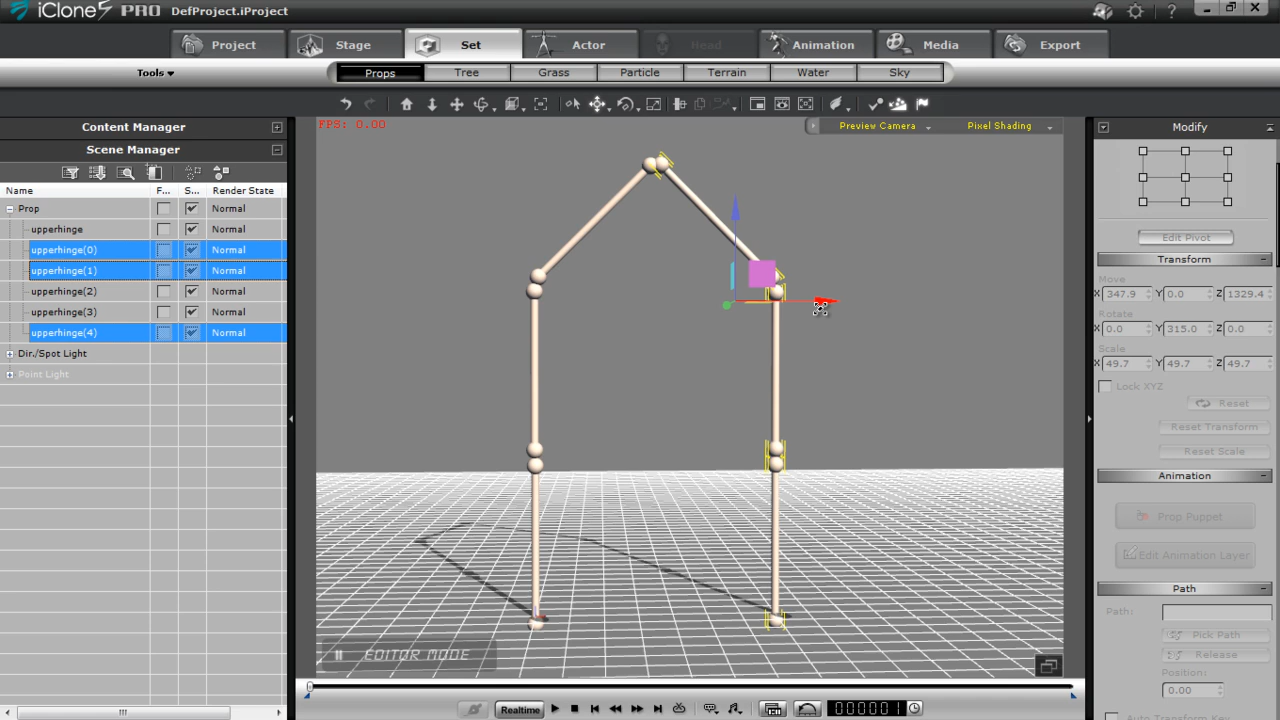 iClone5 PRO DefProject.iProject
Project Stage Set Actor Head Animation Media Export
Tools Props Tree Grass Particle Terrain Water Sky
Content Manager
Scene Manager
Name F... S... Render State
Prop Normal
upperhinge Normal
upperhinge(0) Normal
upperhinge(1) Normal
upperhinge(2) Normal
upperhinge(3) Normal
upperhinge(4) Normal
Dir./Spot Light
Point Light
FPS: 0.00
Preview Camera Pixel Shading
EDITOR MODE
Realtime 0000001
Modify
Edit Pivot
Transform
Move
X 347.9 Y 0.0 Z 1329.4
Rotate
X 0.0 Y 315.0 Z 0.0
Scale
X 49.7 Y 49.7 Z 49.7
Lock XYZ
Reset
Reset Transform
Reset Scale
Animation
Prop Puppet
Edit Animation Layer
Path
Path:
Pick Path
Release
Position:
0.00
Auto Transform Key